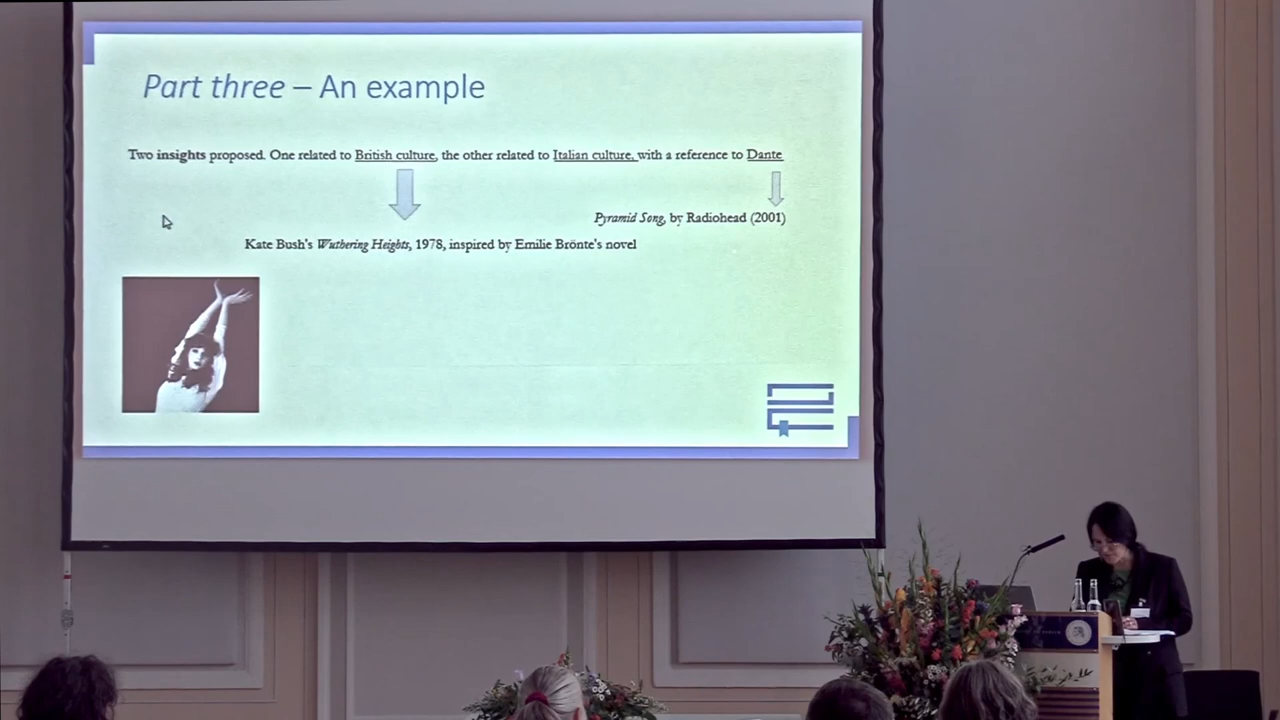 Part three – An example
Two insights proposed. One related to British culture, the other related to Italian culture, with a reference to Dante
Pyramid Song, by Radiohead (2001)
Kate Bush's Wuthering Heights, 1978, inspired by Emilie Brönte's novel